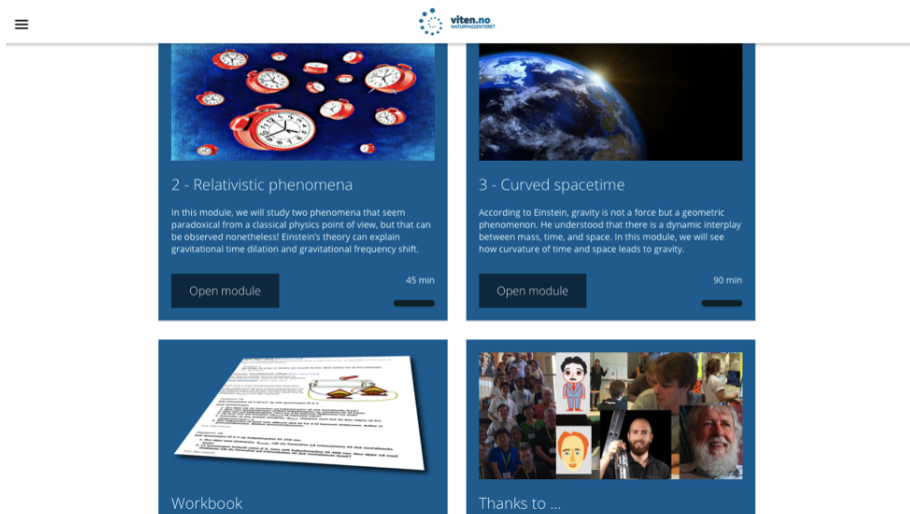 viten.no
NATURFAGSENTERET
2 - Relativistic phenomena
In this module, we will study two phenomena that seem
paradoxical from a classical physics point of view, but that can
be observed nonetheless! Einstein's theory can explain
gravitational time dilation and gravitational frequency shift.
Open module
45 min
3 - Curved spacetime
According to Einstein, gravity is not a force but a geometric
phenomenon. He understood that there is a dynamic interplay
between mass, time, and space. In this module, we will see
how curvature of time and space leads to gravity.
Open module
90 min
Workbook
Thanks to ...